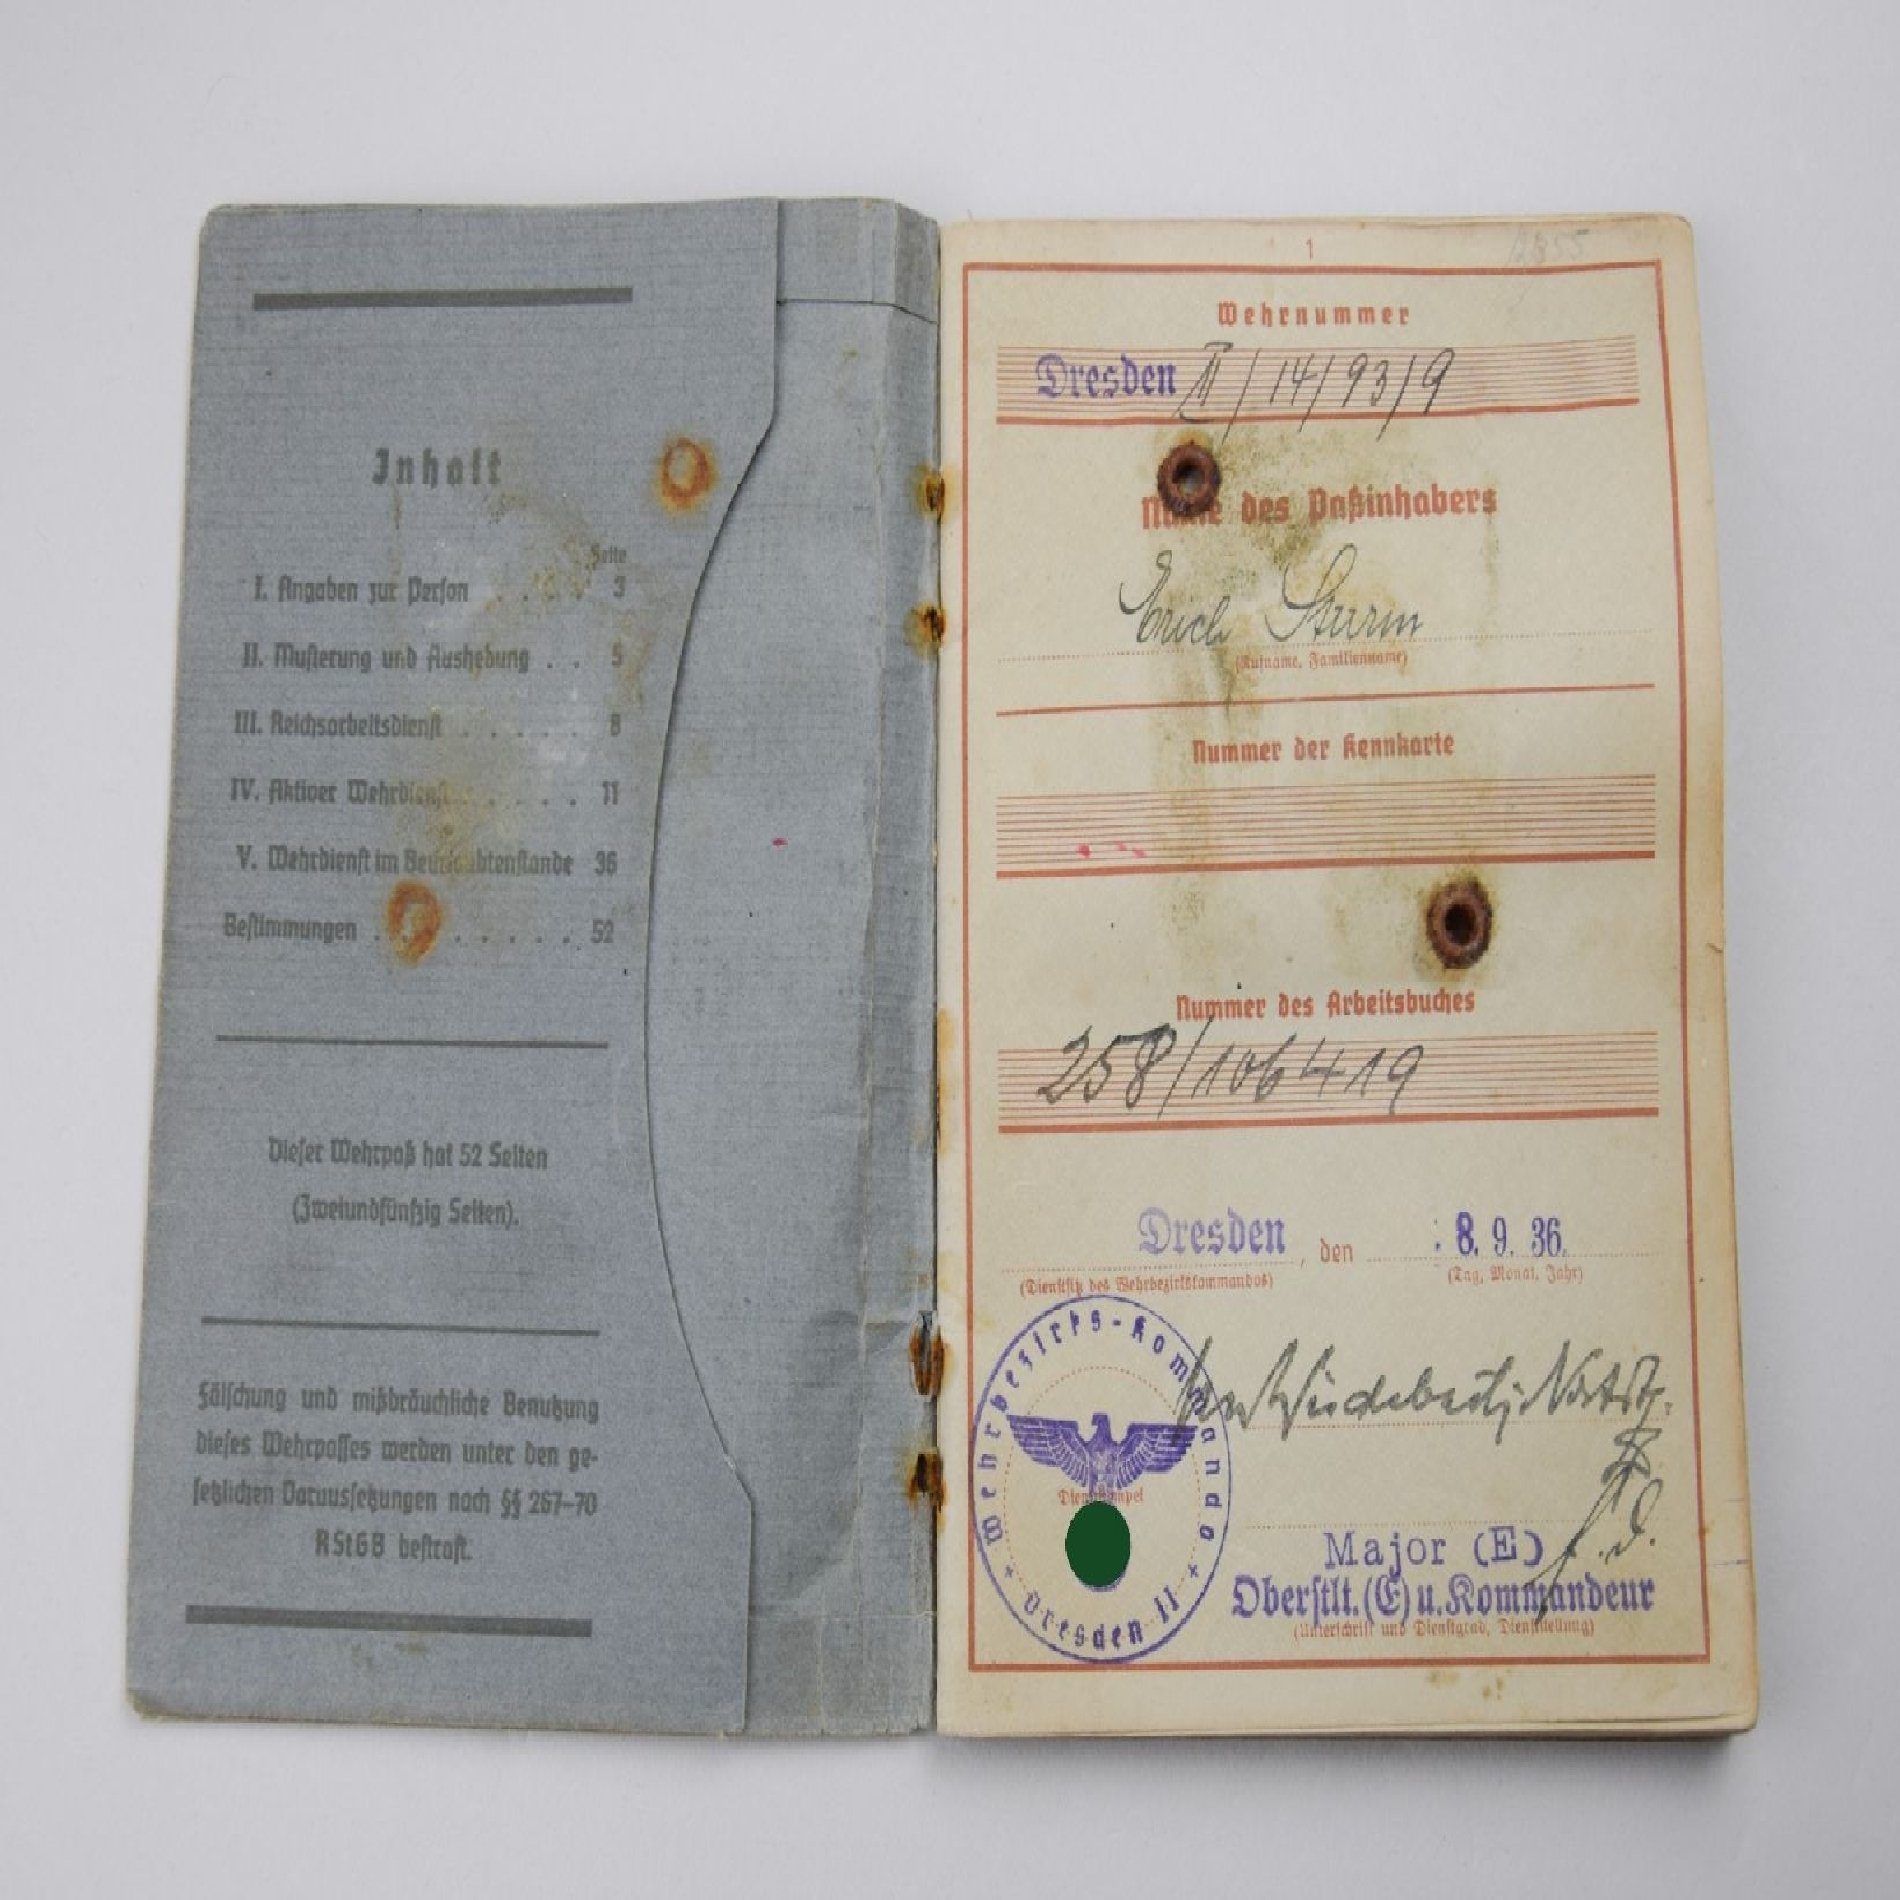 Inhalt
Seite
I. Angaben zur Person . . . . . 3
II. Musterung und Aushebung . . 5
III. Reichsarbeitsdienst . . . . . 8
IV. Aktiver Wehrdienst . . . . . 11
V. Wehrdienst im Beurlaubtenstande 36
Bestimmungen . . . . . . . . 52
Dieser Wehrpaß hat 52 Seiten
(Zweiundfünfzig Seiten).
Fälschung und mißbräuchliche Benutzung
dieses Wehrpasses werden unter den ge-
setzlichen Voraussetzungen nach §§ 267–70
RStGB bestraft.
1
Wehrnummer
Dresden II/14/93/9
Name des Paßinhabers
Erich Sturm
(Rufname, Familienname)
Nummer der Kennkarte
Nummer des Arbeitsbuches
258/106419
Dresden, den 8. 9. 36.
(Dienstsitz des Wehrbezirkskommandos) (Tag, Monat, Jahr)
Wehrbezirks-Kommando
Dienststempel
+ Dresden II +
Major (E)
Oberstlt. (E) u. Kommandeur
(Unterschrift und Dienstgrad, Dienststellung)